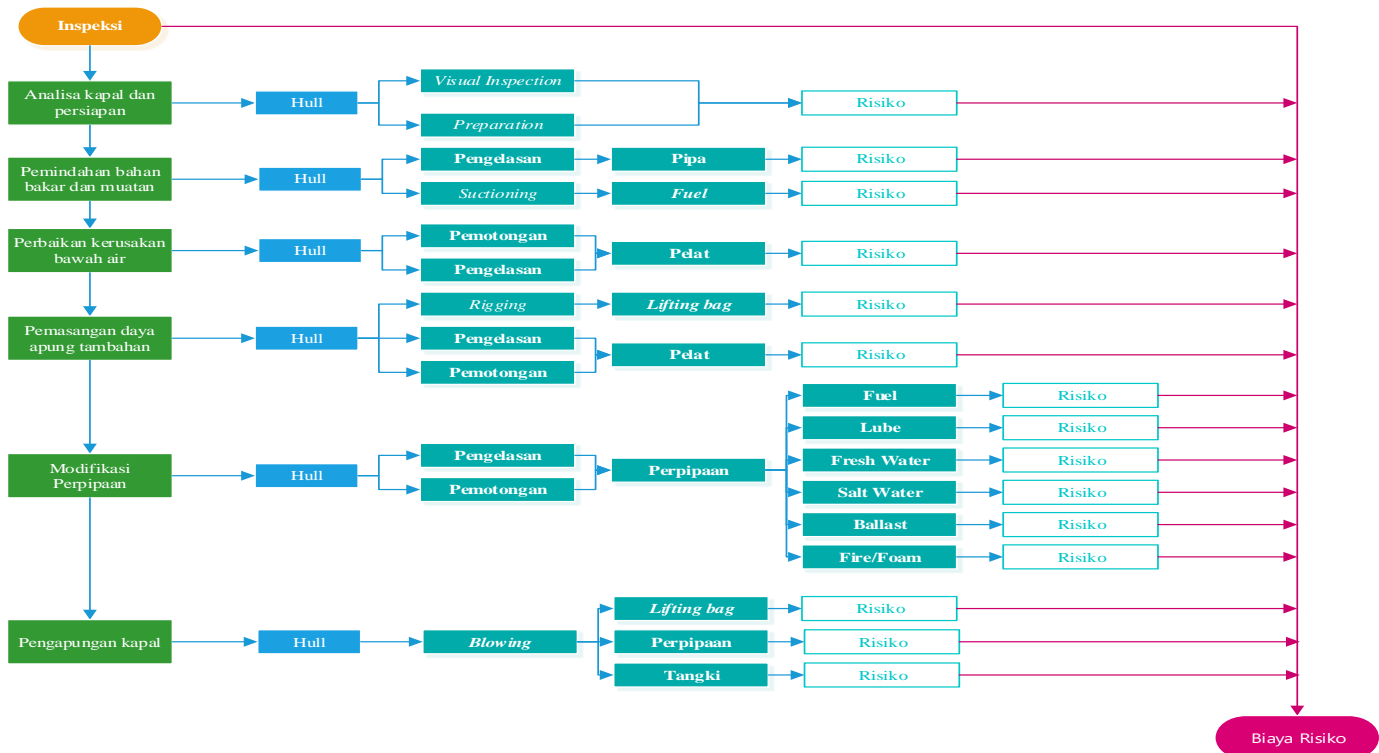 Inspeksi
Analisa kapal dan
persiapan
Hull
Visual Inspection
Preparation
Risiko
Pemindahan bahan
bakar dan muatan
Hull
Pengelasan
Pipa
Risiko
Suctioning
Fuel
Risiko
Perbaikan kerusakan
bawah air
Hull
Pemotongan
Pengelasan
Pelat
Risiko
Pemasangan daya
apung tambahan
Hull
Rigging
Lifting bag
Risiko
Pengelasan
Pemotongan
Pelat
Risiko
Modifikasi
Perpipaan
Hull
Pengelasan
Pemotongan
Perpipaan
Fuel
Risiko
Lube
Risiko
Fresh Water
Risiko
Salt Water
Risiko
Ballast
Risiko
Fire/Foam
Risiko
Pengapungan kapal
Hull
Blowing
Lifting bag
Risiko
Perpipaan
Risiko
Tangki
Risiko
Biaya Risiko